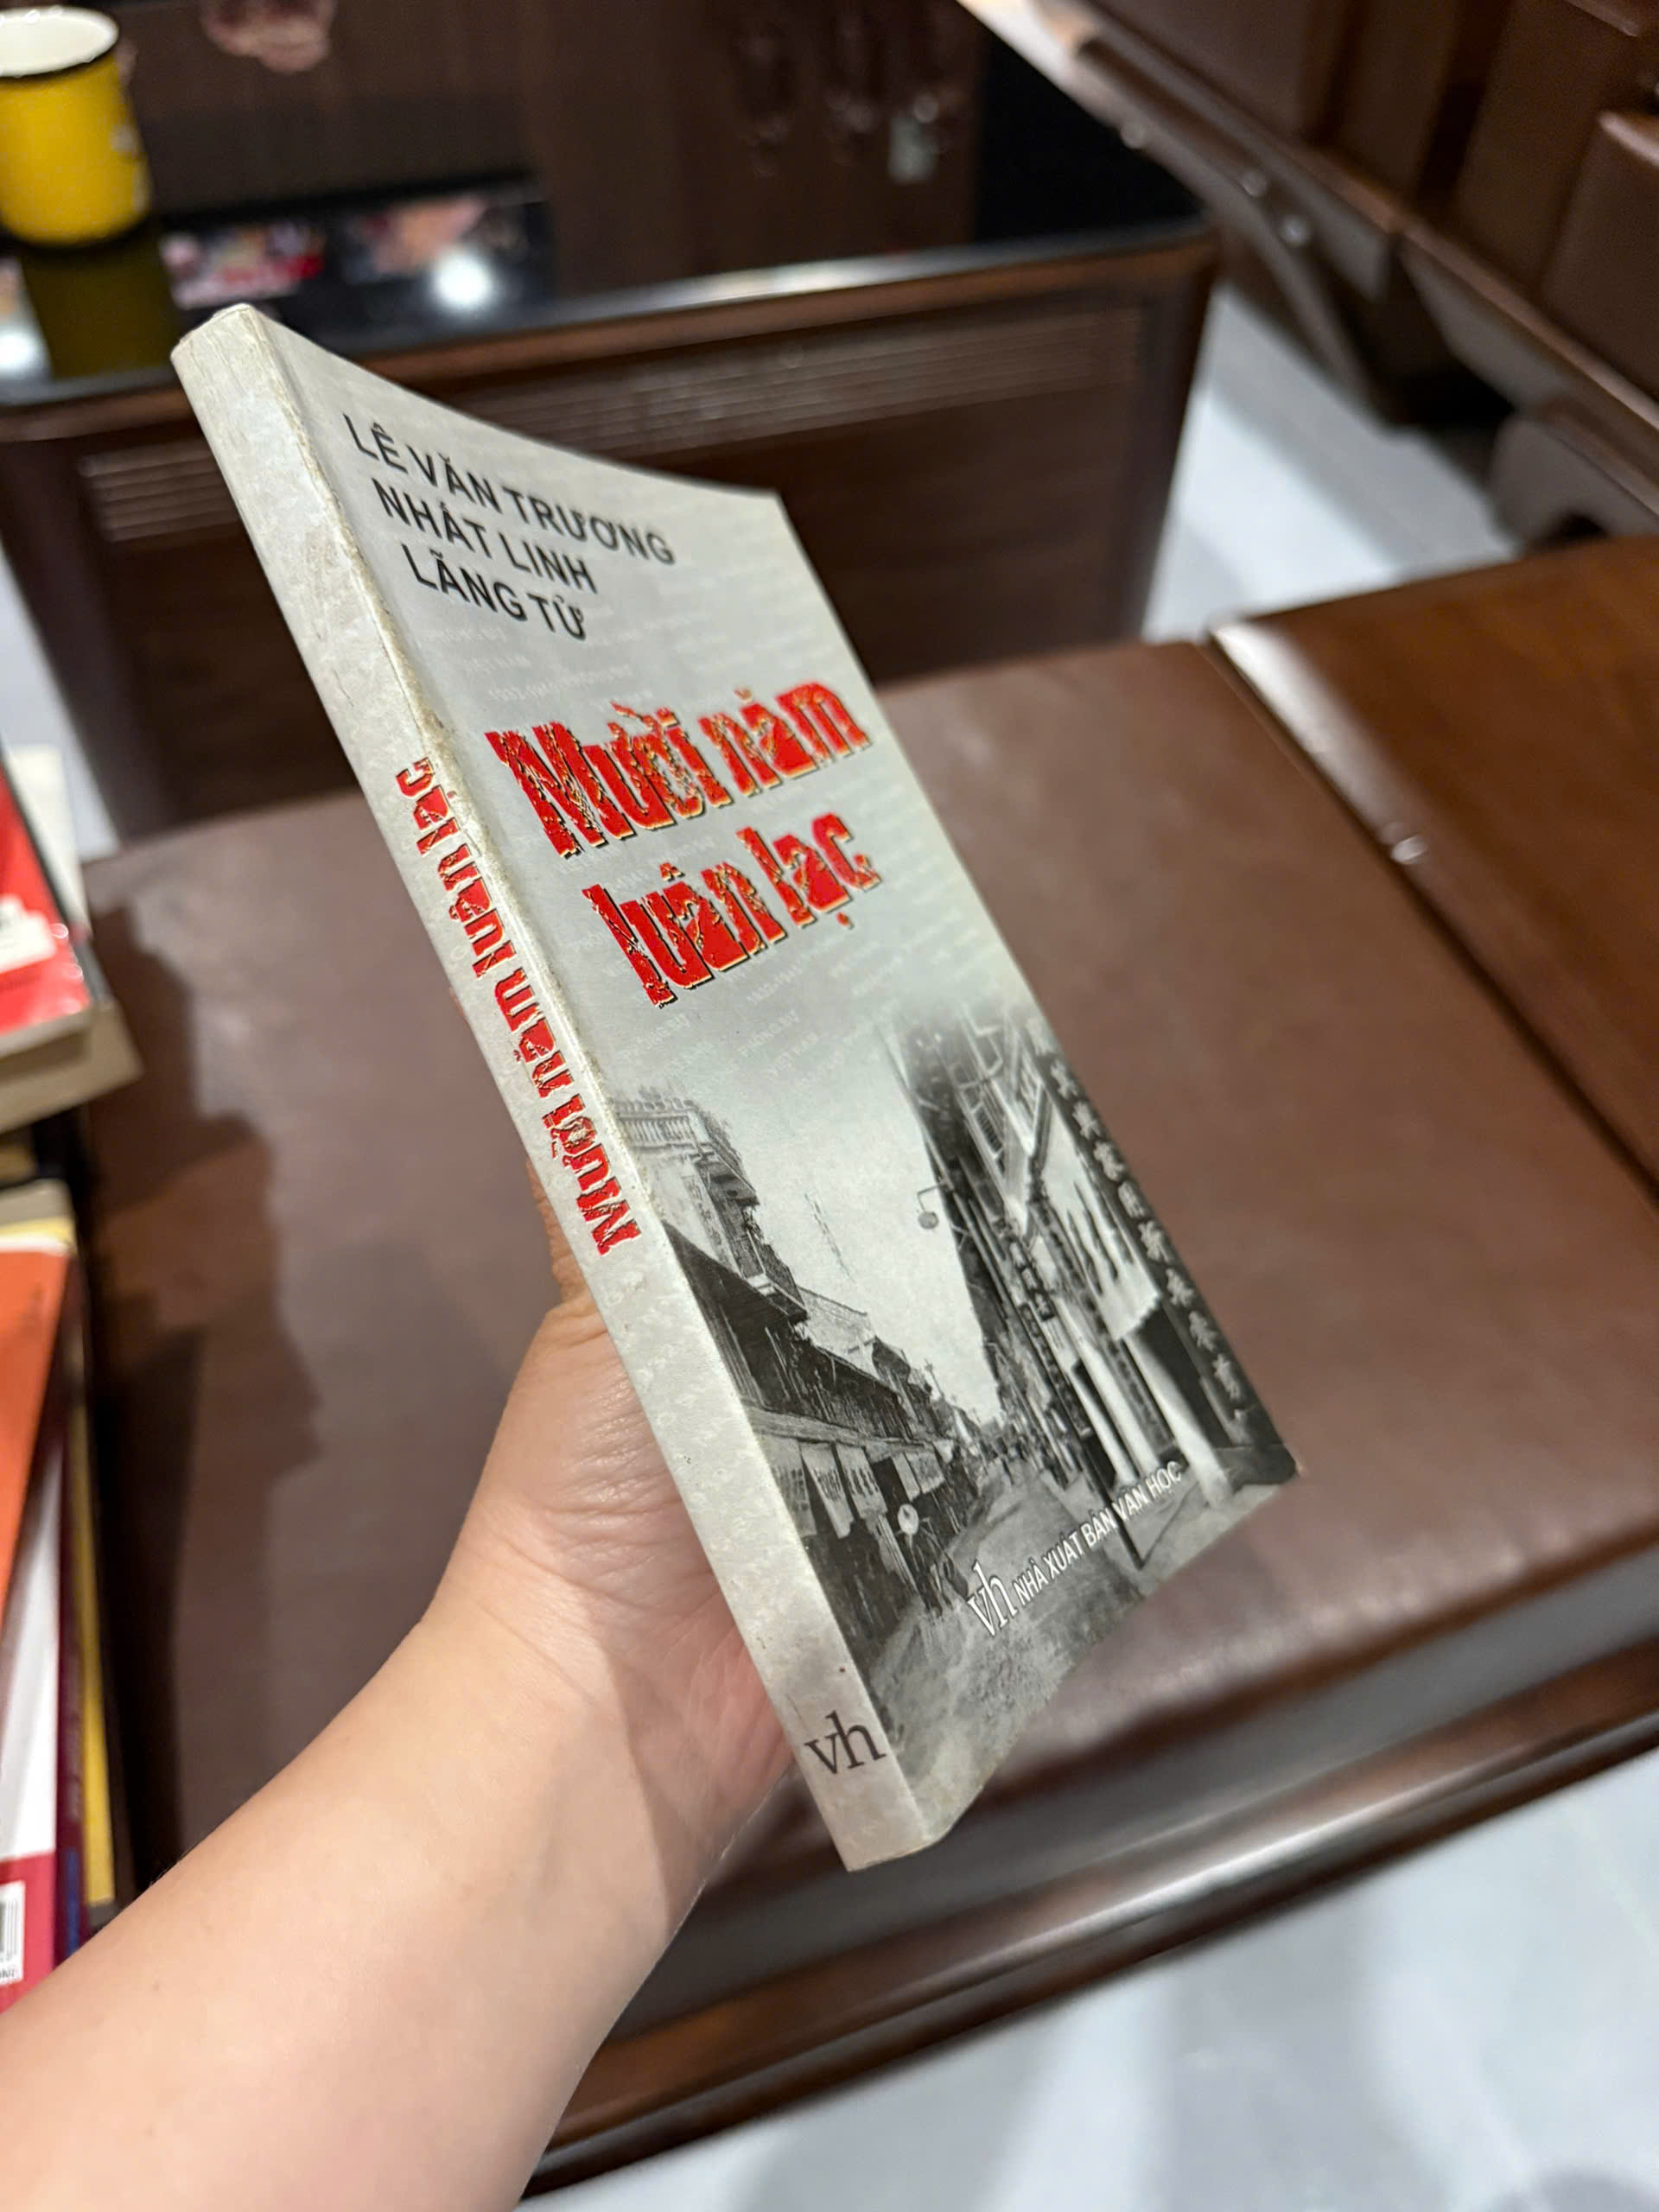 LÊ VĂN TRƯƠNG
NHẤT LINH
LÃNG TỬ
Mười năm
luân lạc
vh NHÀ XUẤT BẢN VĂN HỌC
Mười năm luân lạc
vh